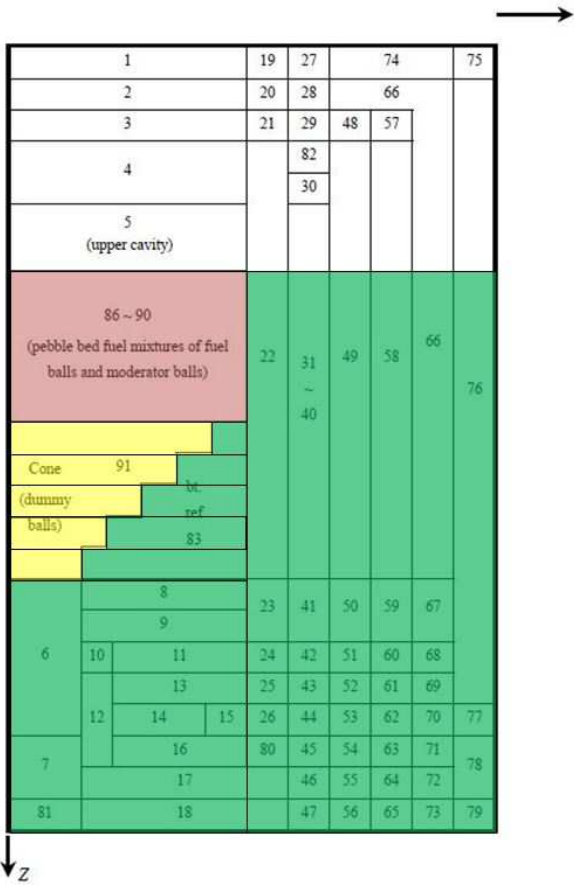 1 19 27 74 75
2 20 28 66
3 21 29 48 57
4 82
30
5
(upper cavity)
86 ~ 90
(pebble bed fuel mixtures of fuel
balls and moderator balls)
22 31 49 58 66
~
40
76
Cone 91
(dummy
balls)
bt.
ref
83
8
9
23 41 50 59 67
6 10 11 24 42 51 60 68
13 25 43 52 61 69
12 14 15 26 44 53 62 70 77
7 16 80 45 54 63 71 78
17 46 55 64 72
81 18 47 56 65 73 79
Z